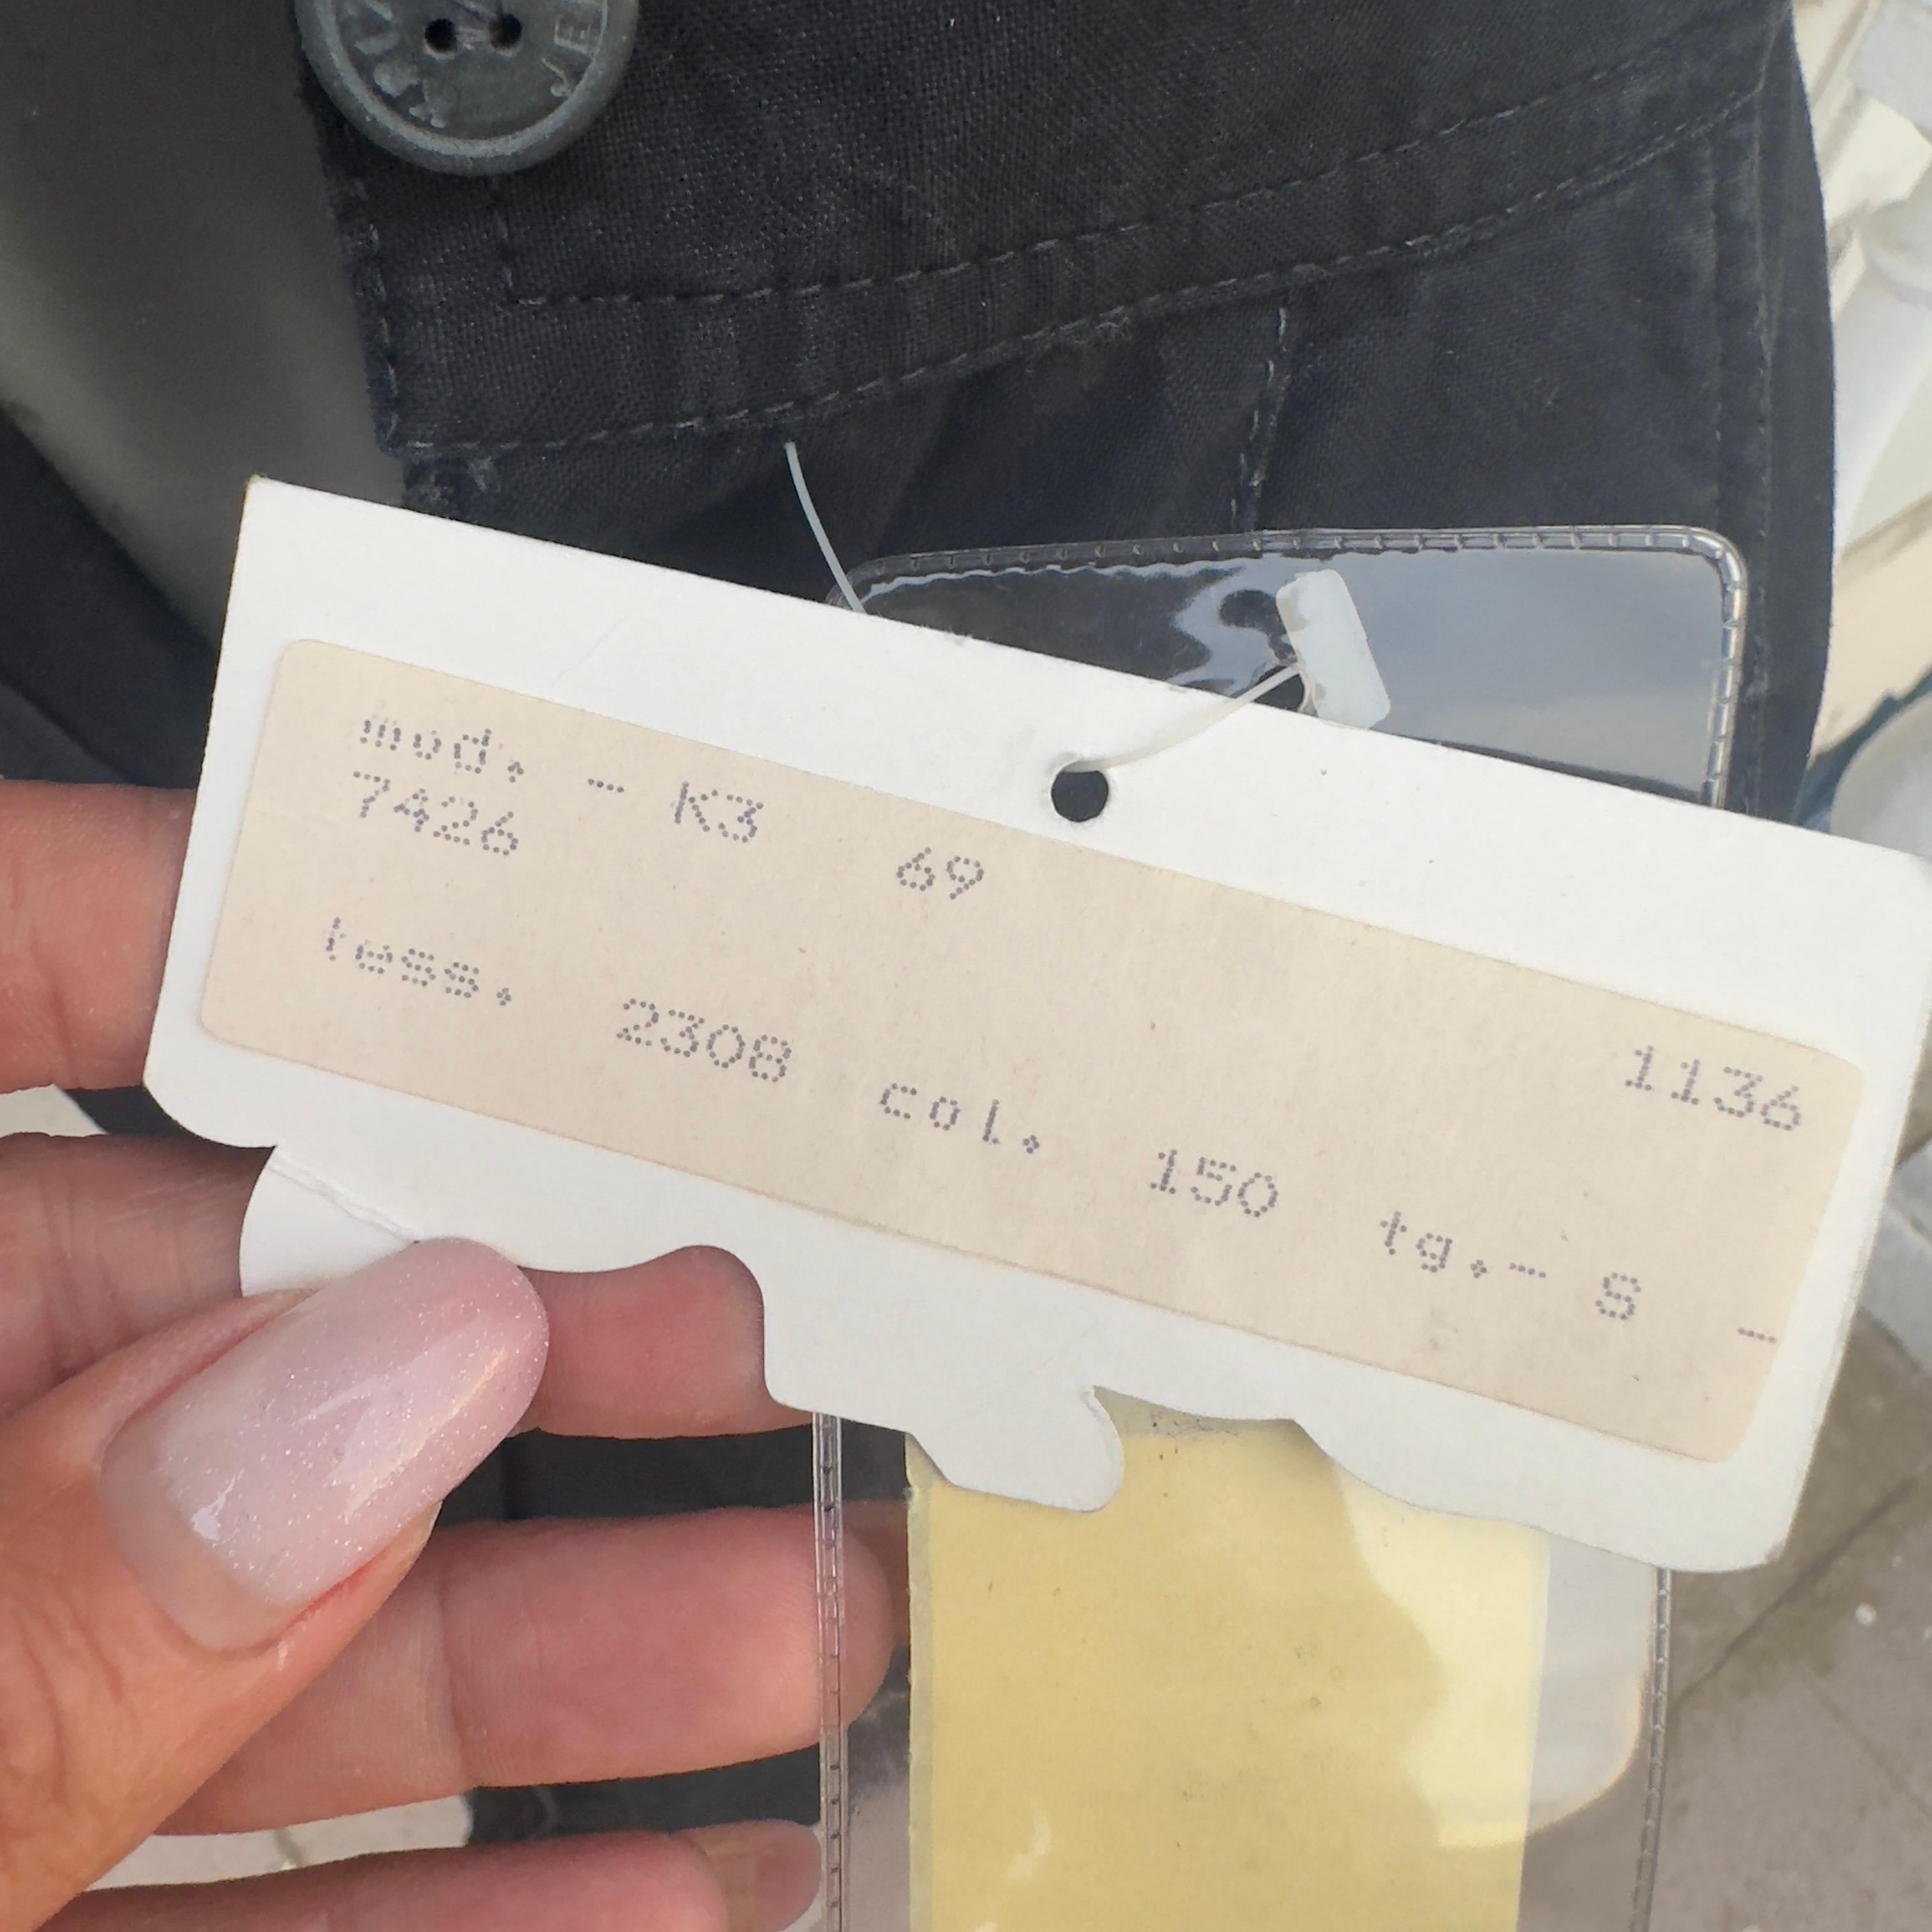 mod. - K3
7426 69 1136
tess. 2308 col. 150 tg.- S -